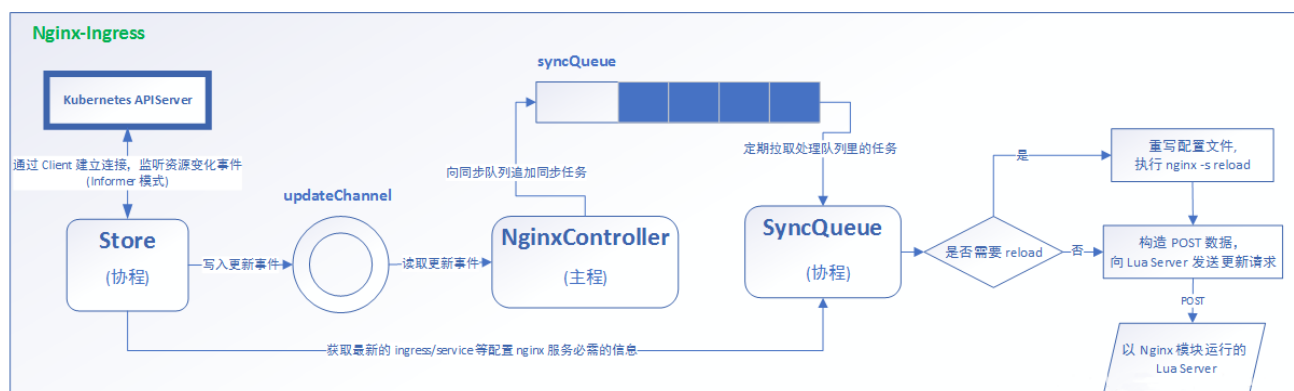 Nginx-Ingress
syncQueue
Kubernetes APIServer
通过 Client 建立连接，监听资源变化事件
(Informer 模式)
向同步队列追加同步任务
定期拉取处理队列里的任务
是
重写配置文件,
执行 nginx -s reload
updateChannel
Store
(协程)
写入更新事件
读取更新事件
NginxController
(主程)
SyncQueue
(协程)
是否需要 reload
否
构造 POST 数据，
向 Lua Server 发送更新请求
POST
获取最新的 ingress/service 等配置 nginx 服务必需的信息
以 Nginx 模块运行的
Lua Server